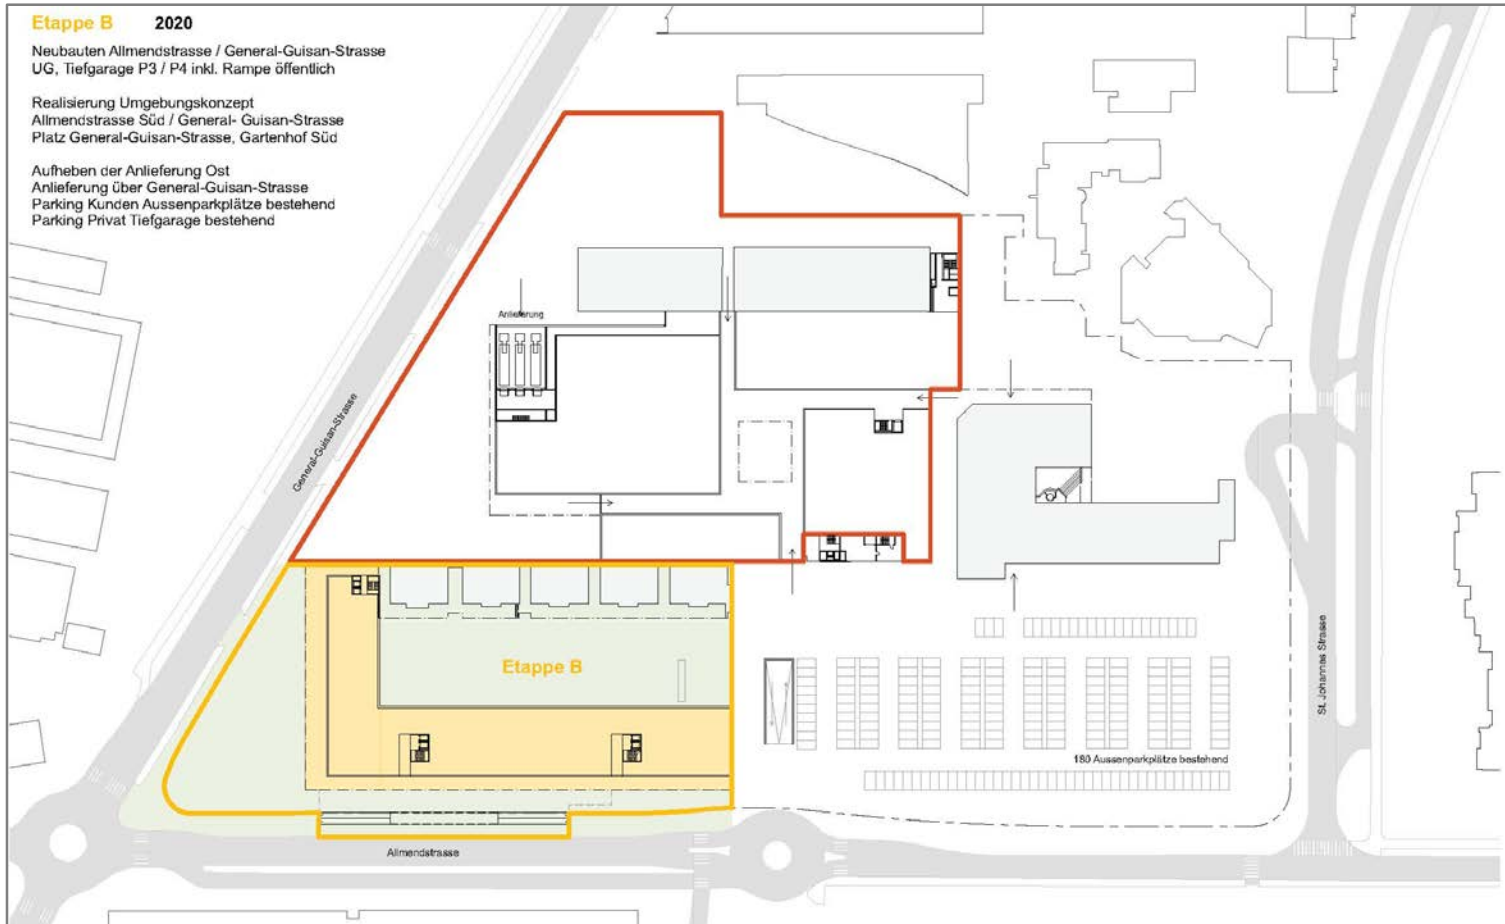 Etappe B 2020
Neubauten Allmendstrasse / General-Guisan-Strasse
UG, Tiefgarage P3 / P4 inkl. Rampe öffentlich
Realisierung Umgebungskonzept
Allmendstrasse Süd / General- Guisan-Strasse
Platz General-Guisan-Strasse, Gartenhof Süd
Aufheben der Anlieferung Ost
Anlieferung über General-Guisan-Strasse
Parking Kunden Aussenparkplätze bestehend
Parking Privat Tiefgarage bestehend
Anlieferung
General-Guisan-Strasse
Etappe B
St. Johannes Strasse
180 Aussenparkplätze bestehend
Allmendstrasse